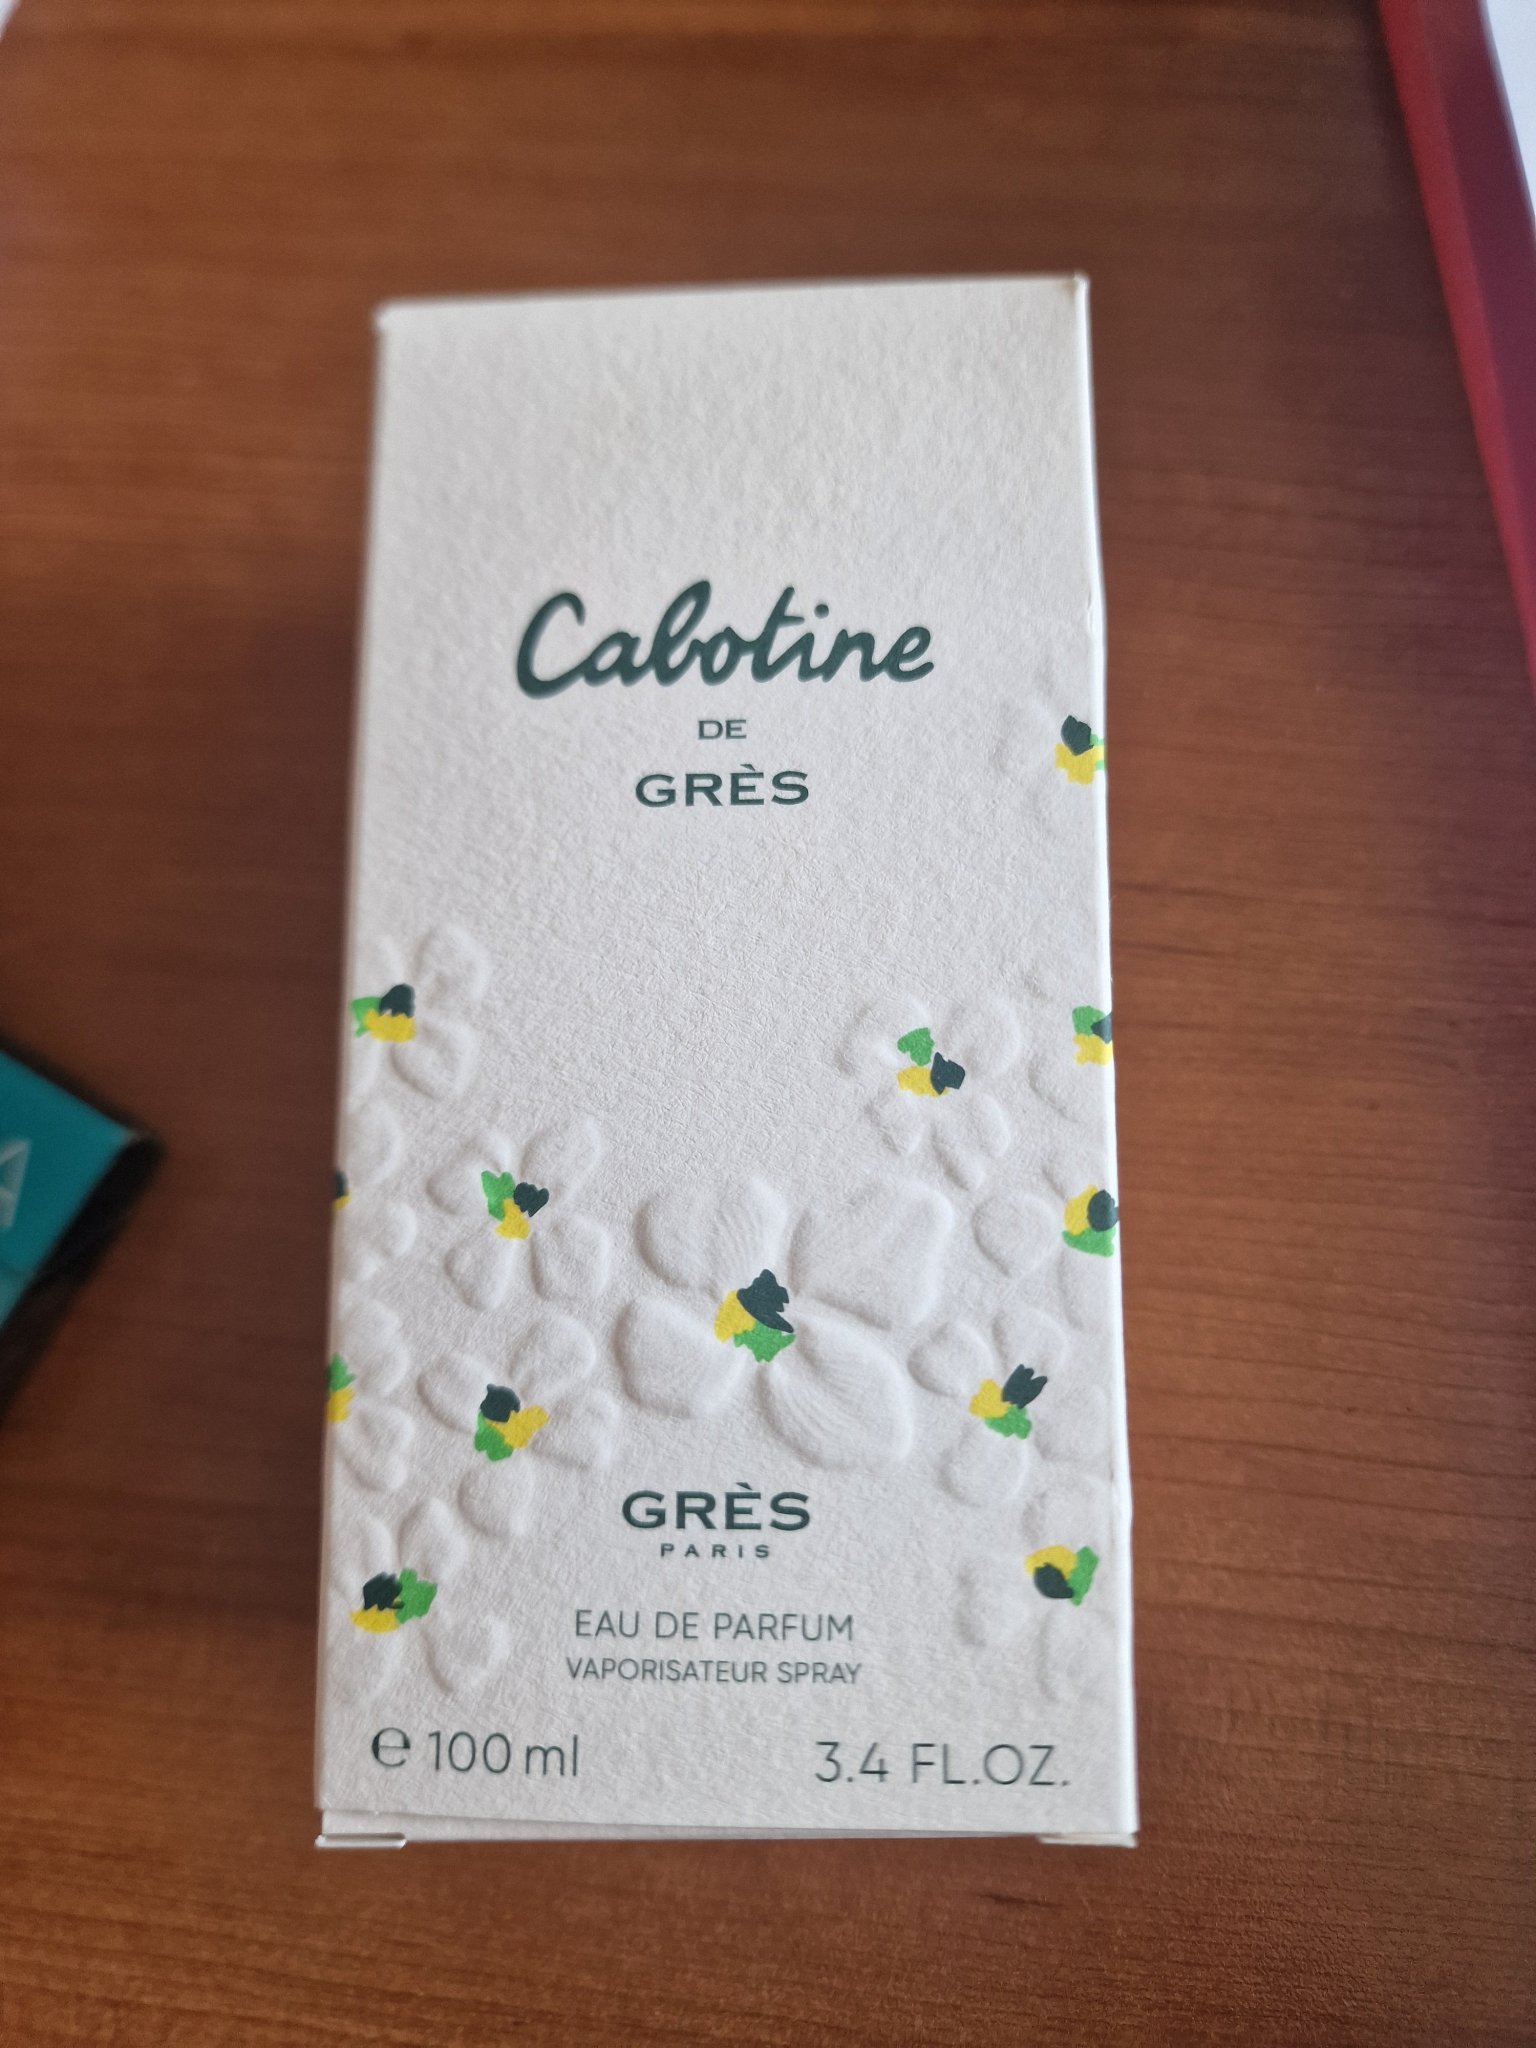 Cabotine
DE
GRÈS
GRÈS
PARIS
EAU DE PARFUM
VAPORISATEUR SPRAY
℮ 100 ml 3.4 FL.OZ.